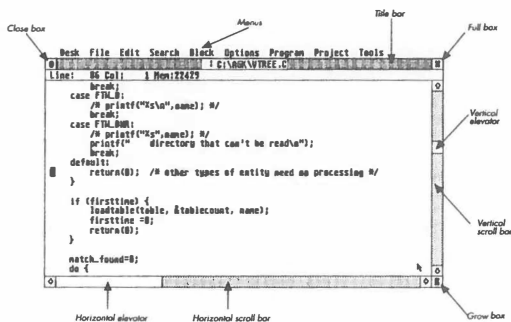 Menus
Title bar
Close box
Full box
Desk File Edit Search Block Options Program Project Tools
C:\AGK\VTREE.C
Line: 86 Col: 1 Mem:22429
break;
case FTW_D:
/* printf("%s\n",name); */
break;
case FTW_DNR:
/* printf("%s",name); */
printf(" directory that can't be read\n");
break;
default:
return(0); /* other types of entity need no processing */
}
if (firsttime) {
loadtable(table, &tablecount, name);
firsttime =0;
return(0);
}
match_found=0;
do {
Vertical elevator
Vertical scroll bar
Horizontal elevator
Horizontal scroll bar
Grow box